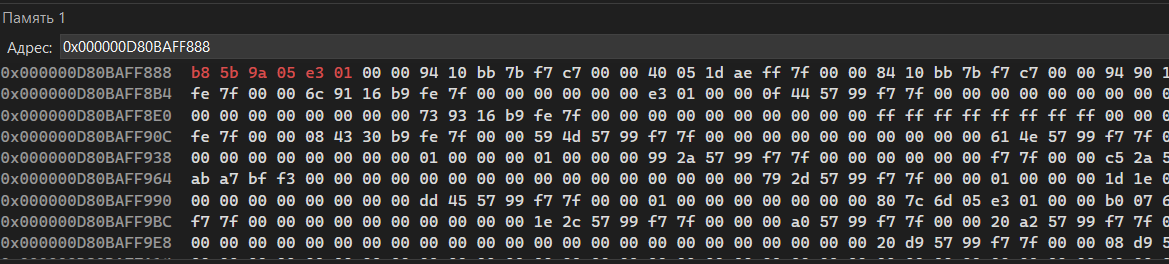 Память 1
Адрес: 0x000000D80BAFF888
0x000000D80BAFF888 b8 5b 9a 05 e3 01 00 00 94 10 bb 7b f7 c7 00 00 40 05 1d ae ff 7f 00 00 84 10 bb 7b f7 c7 00 00 94 90 1
0x000000D80BAFF8B4 fe 7f 00 00 6c 91 16 b9 fe 7f 00 00 00 00 00 00 e3 01 00 00 0f 44 57 99 f7 7f 00 00 00 00 00 00 00 00 0
0x000000D80BAFF8E0 00 00 00 00 00 00 00 00 73 93 16 b9 fe 7f 00 00 00 00 00 00 00 00 00 00 ff ff ff ff ff ff ff ff 00 00 0
0x000000D80BAFF90C fe 7f 00 00 08 43 30 b9 fe 7f 00 00 59 4d 57 99 f7 7f 00 00 00 00 00 00 00 00 00 00 61 4e 57 99 f7 7f 0
0x000000D80BAFF938 00 00 00 00 00 00 00 00 01 00 00 00 01 00 00 00 99 2a 57 99 f7 7f 00 00 00 00 00 00 f7 7f 00 00 c5 2a 5
0x000000D80BAFF964 ab a7 bf f3 00 00 00 00 00 00 00 00 00 00 00 00 00 00 00 00 79 2d 57 99 f7 7f 00 00 01 00 00 00 1d 1e 0
0x000000D80BAFF990 00 00 00 00 00 00 00 00 dd 45 57 99 f7 7f 00 00 01 00 00 00 00 00 00 00 80 7c 6d 05 e3 01 00 00 b0 07 6
0x000000D80BAFF9BC f7 7f 00 00 00 00 00 00 00 00 00 00 1e 2c 57 99 f7 7f 00 00 00 a0 57 99 f7 7f 00 00 20 a2 57 99 f7 7f 0
0x000000D80BAFF9E8 00 00 00 00 00 00 00 00 00 00 00 00 00 00 00 00 00 00 00 00 00 00 00 00 20 d9 57 99 f7 7f 00 00 08 d9 5